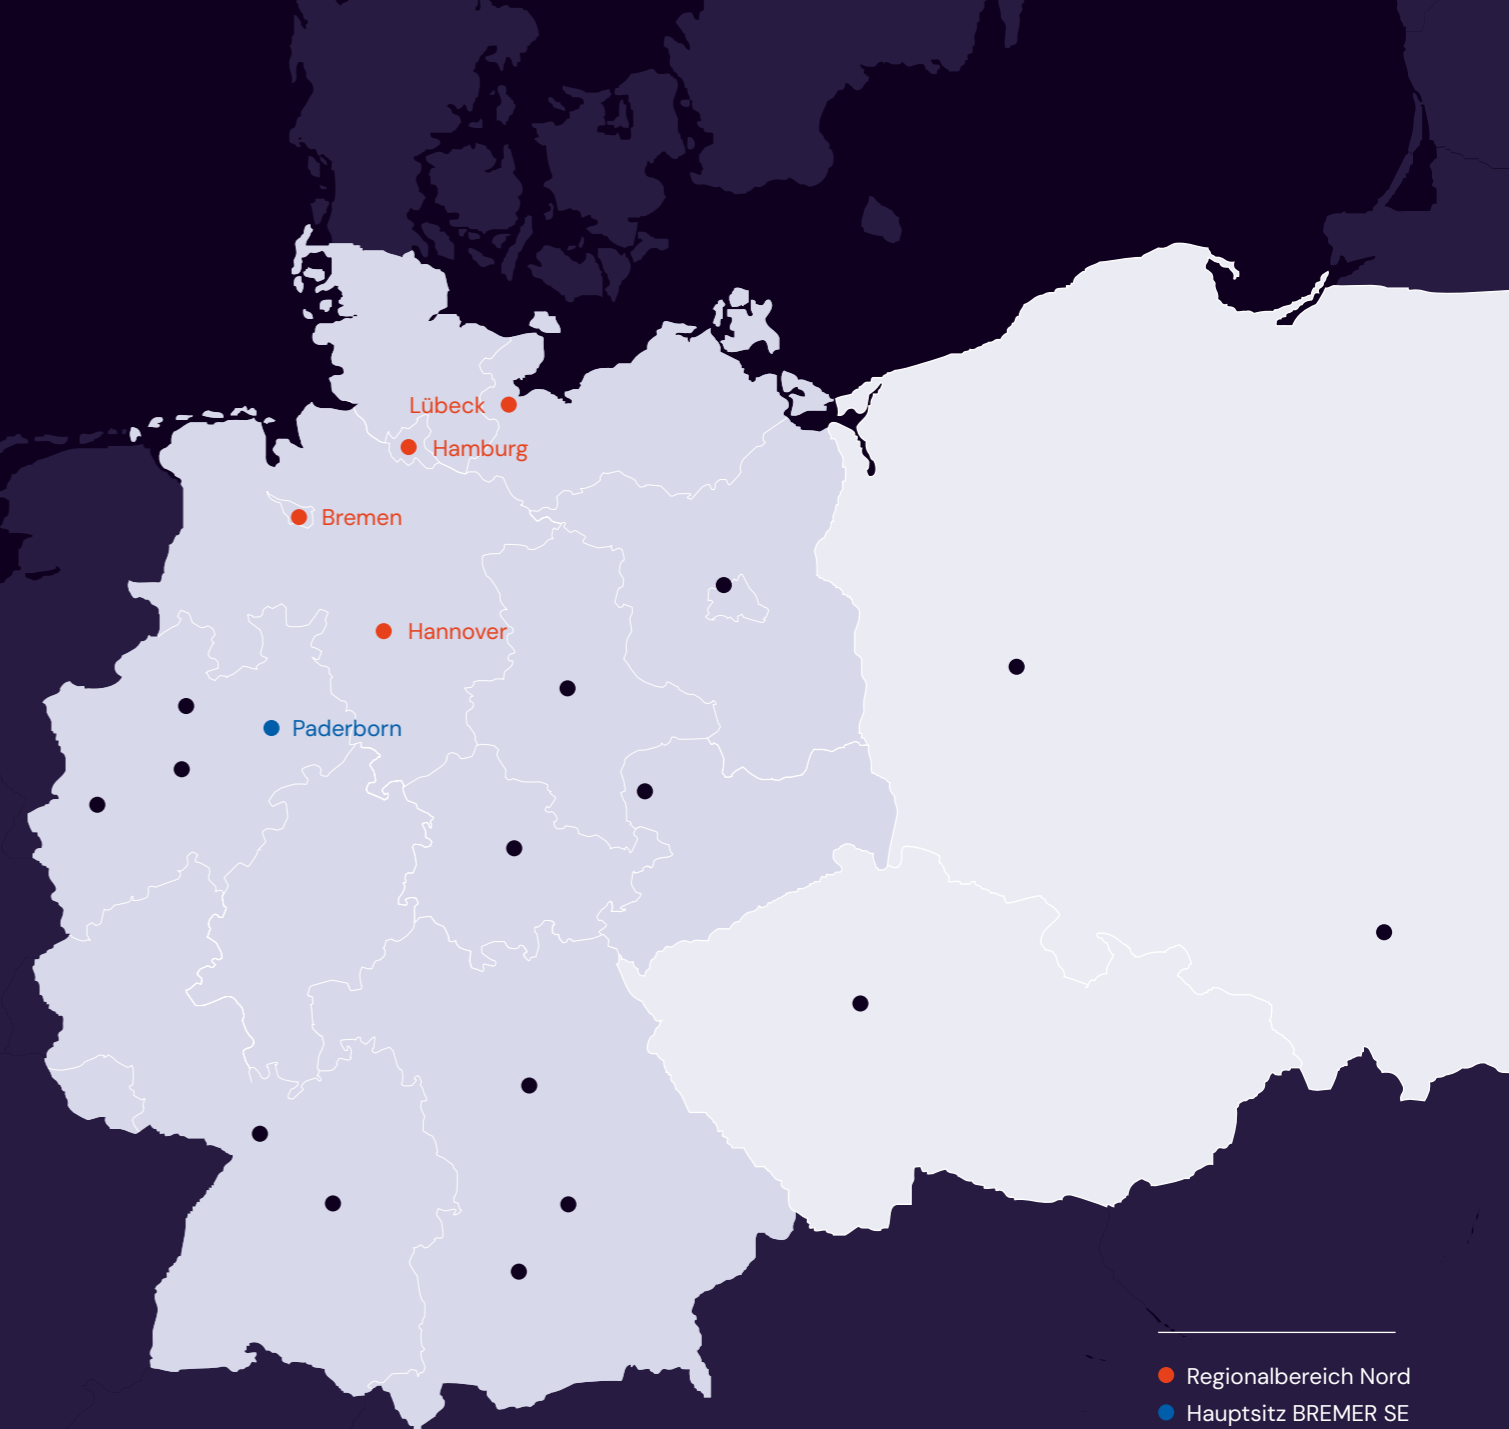 Lübeck
Hamburg
Bremen
Hannover
Paderborn
Regionalbereich Nord
Hauptsitz BREMER SE